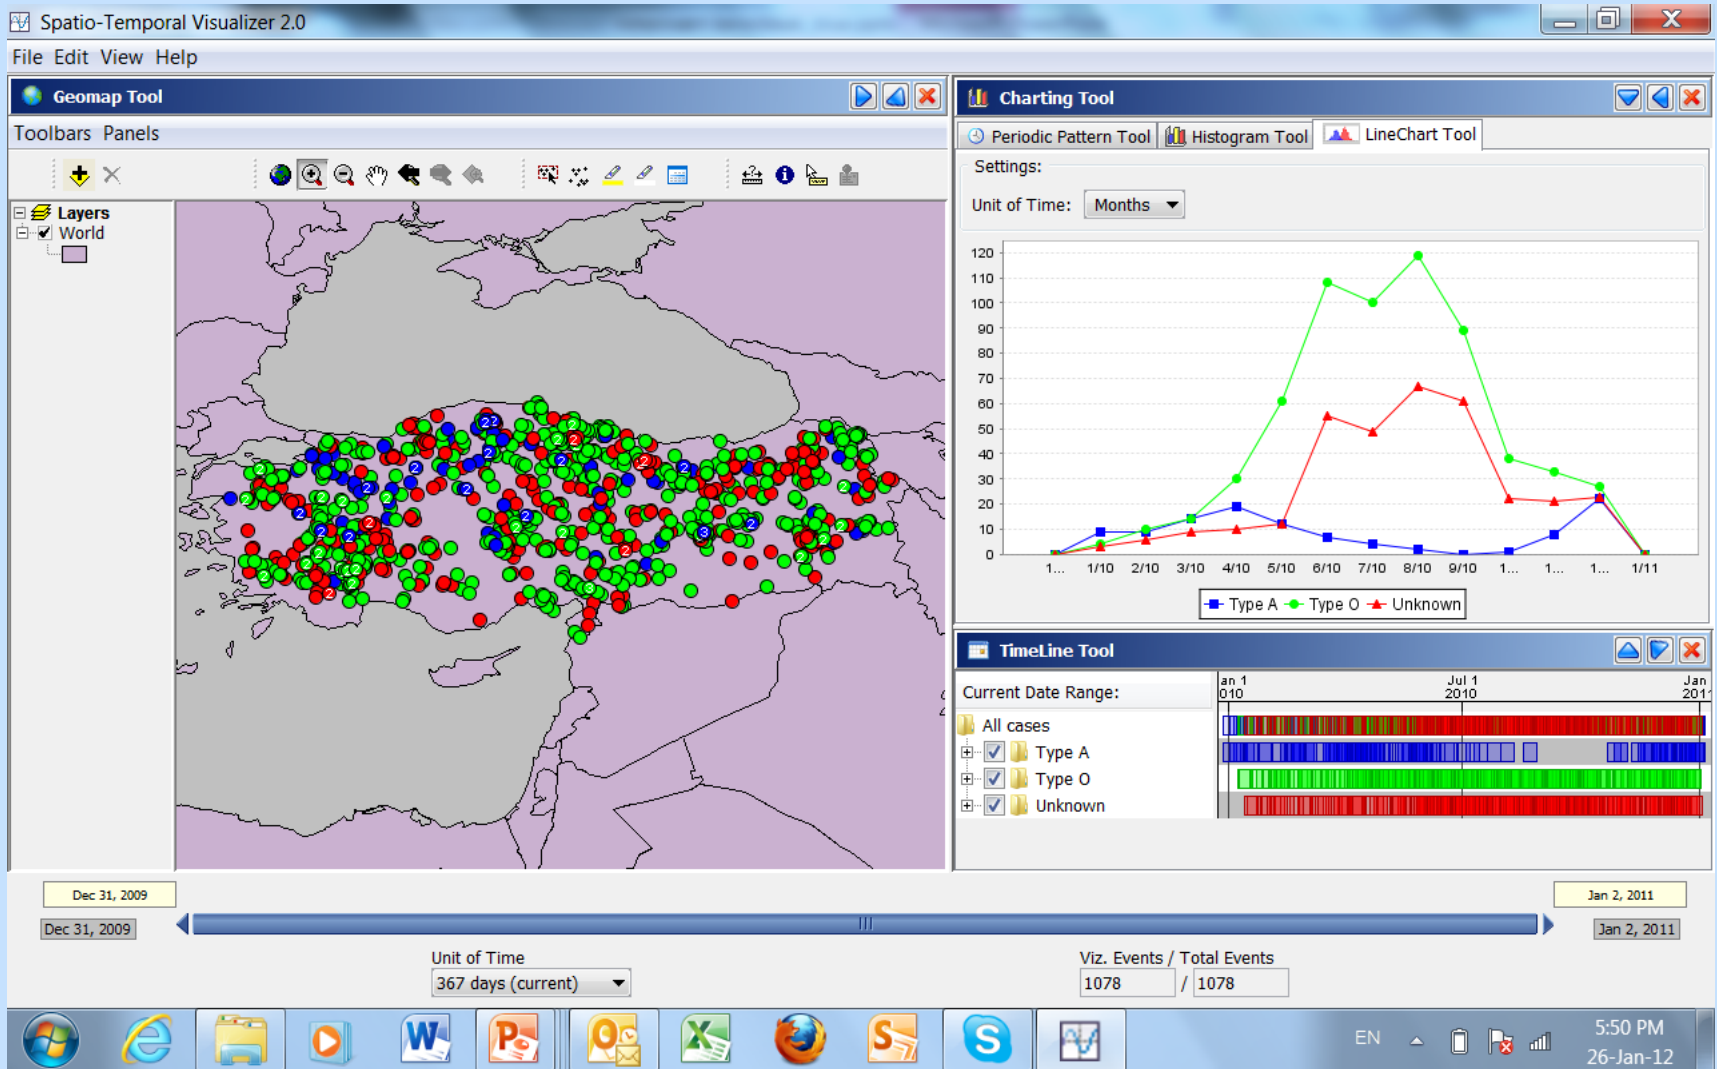 Spatio-Temporal Visualizer 2.0
File Edit View Help
Geomap Tool
Toolbars Panels
Layers
World
Charting Tool
Periodic Pattern Tool
Histogram Tool
LineChart Tool
Settings:
Unit of Time: Months
120
110
100
90
80
70
60
50
40
30
20
10
0
1... 1/10 2/10 3/10 4/10 5/10 6/10 7/10 8/10 9/10 1... 1... 1... 1/11
Type A Type O Unknown
TimeLine Tool
Current Date Range:
an 1 Jul 1 Jan
010 2010 201
All cases
Type A
Type O
Unknown
Dec 31, 2009
Jan 2, 2011
Dec 31, 2009
Jan 2, 2011
Unit of Time
367 days (current)
Viz. Events / Total Events
1078 / 1078
EN
5:50 PM
26-Jan-12